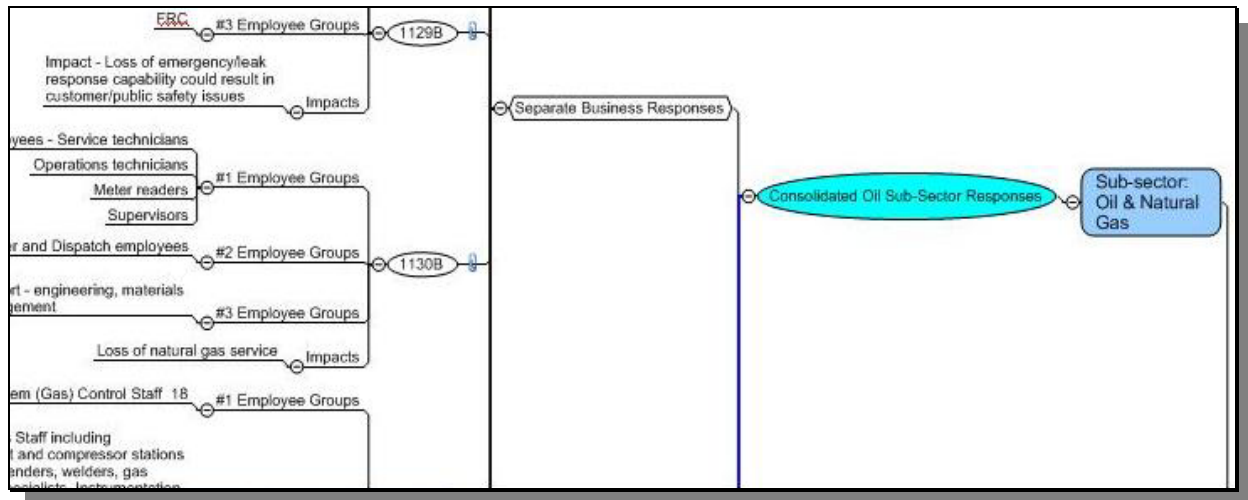 ERC
#3 Employee Groups
1129B
Impact - Loss of emergency/leak
response capability could result in
customer/public safety issues
Impacts
Separate Business Responses
yees - Service technicians
Operations technicians
Meter readers
Supervisors
#1 Employee Groups
Consolidated Oil Sub-Sector Responses
Sub-sector:
Oil & Natural
Gas
r and Dispatch employees
#2 Employee Groups
1130B
rt - engineering, materials
gement
#3 Employee Groups
Loss of natural gas service
Impacts
em (Gas) Control Staff 18
#1 Employee Groups
Staff including
t and compressor stations
enders, welders, gas
ecialists, Instrumentation